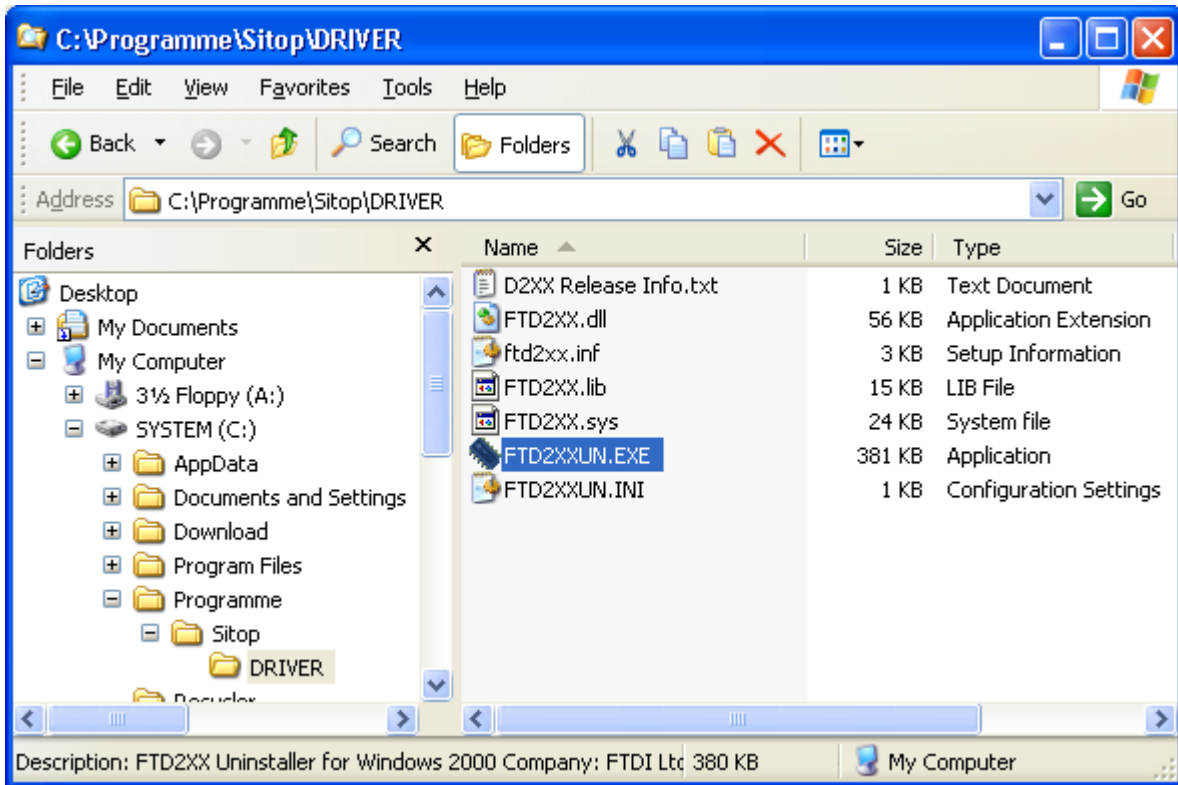 C:\Programme\Sitop\DRIVER
File Edit View Favorites Tools Help
Back Search Folders
Address C:\Programme\Sitop\DRIVER Go
Folders
Desktop
My Documents
My Computer
3½ Floppy (A:)
SYSTEM (C:)
AppData
Documents and Settings
Download
Program Files
Programme
Sitop
DRIVER
Name Size Type
D2XX Release Info.txt 1 KB Text Document
FTD2XX.dll 56 KB Application Extension
ftd2xx.inf 3 KB Setup Information
FTD2XX.lib 15 KB LIB File
FTD2XX.sys 24 KB System file
FTD2XXUN.EXE 381 KB Application
FTD2XXUN.INI 1 KB Configuration Settings
Description: FTD2XX Uninstaller for Windows 2000 Company: FTDI Ltd 380 KB My Computer